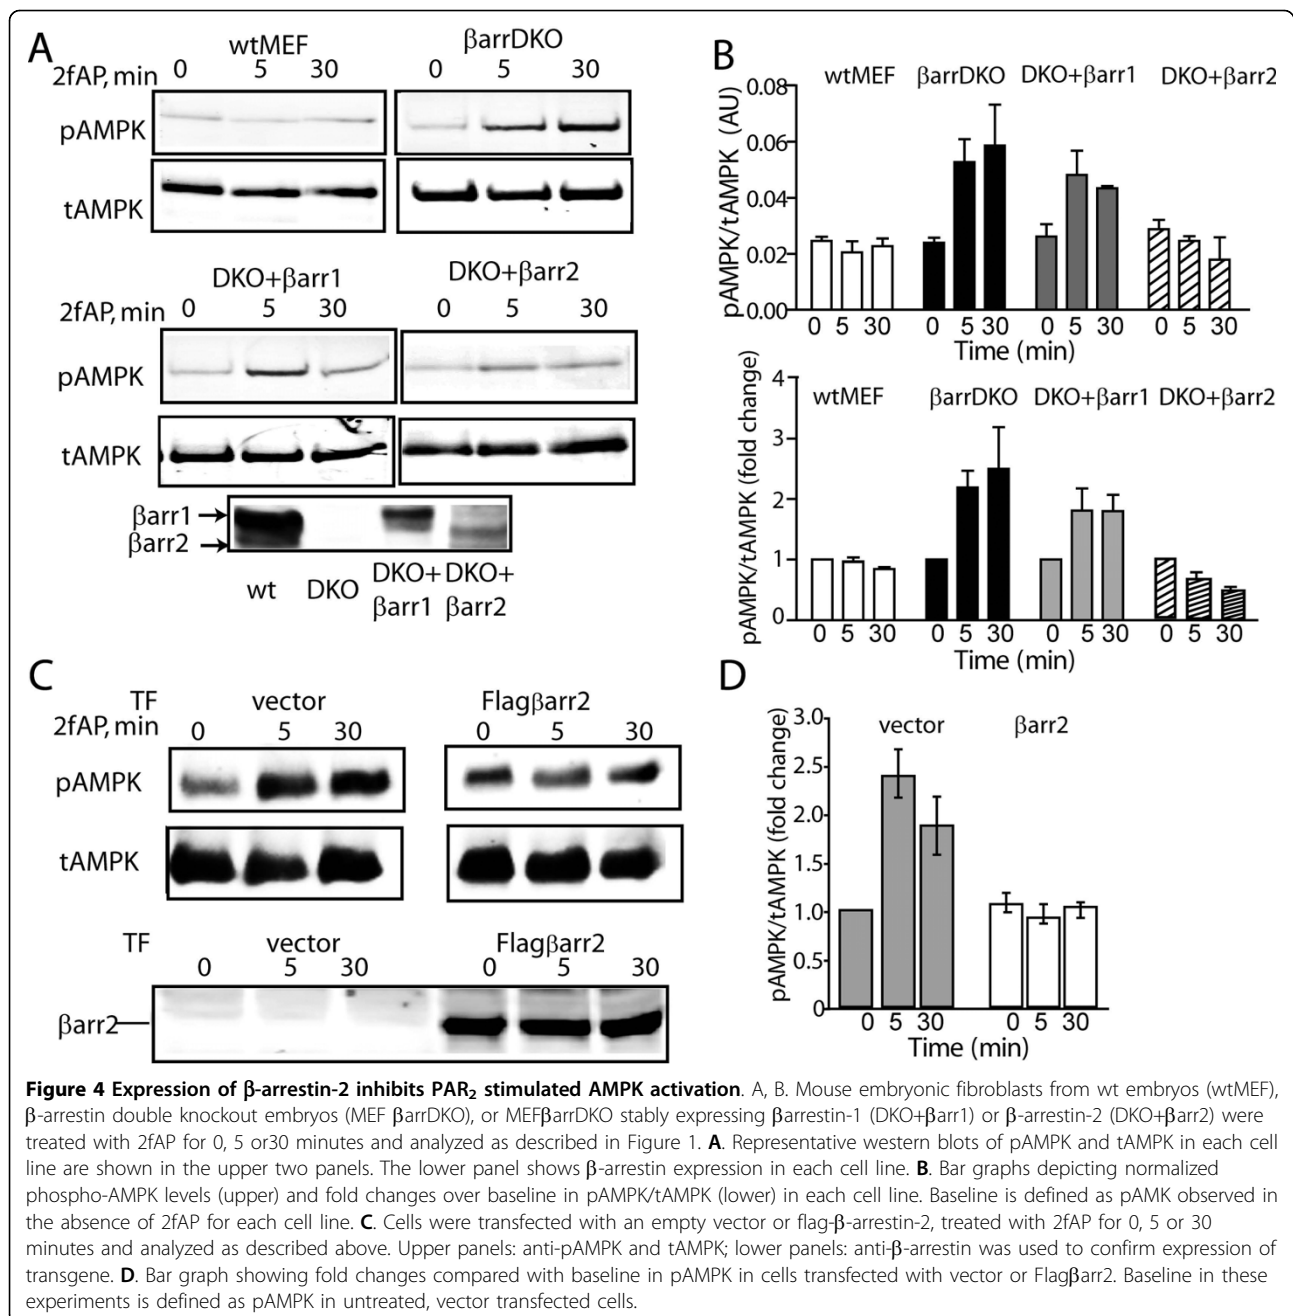 A
wtMEF
βarrDKO
2fAP, min 0 5 30 0 5 30
pAMPK
tAMPK
DKO+βarr1
DKO+βarr2
2fAP, min 0 5 30 0 5 30
pAMPK
tAMPK
βarr1
βarr2
wt DKO DKO+ DKO+
βarr1 βarr2
B
wtMEF βarrDKO DKO+βarr1 DKO+βarr2
pAMPK/tAMPK (AU)
0.08
0.06
0.04
0.02
0.00
0 5 30 0 5 30 0 5 30 0 5 30
Time (min)
pAMPK/tAMPK (fold change)
4
3
2
1
0
wtMEF βarrDKO DKO+βarr1 DKO+βarr2
0 5 30 0 5 30 0 5 30 0 5 30
Time (min)
C
TF vector Flagβarr2
2fAP, min 0 5 30 0 5 30
pAMPK
tAMPK
TF vector Flagβarr2
0 5 30 0 5 30
βarr2
D
vector βarr2
pAMPK/tAMPK (fold change)
3.0
2.5
2.0
1.5
1.0
0.5
0
0 5 30 0 5 30
Time (min)
Figure 4 Expression of β-arrestin-2 inhibits PAR2 stimulated AMPK activation. A, B. Mouse embryonic fibroblasts from wt embryos (wtMEF),
β-arrestin double knockout embryos (MEF βarrDKO), or MEFβarrDKO stably expressing βarrestin-1 (DKO+βarr1) or β-arrestin-2 (DKO+βarr2) were
treated with 2fAP for 0, 5 or30 minutes and analyzed as described in Figure 1. A. Representative western blots of pAMPK and tAMPK in each cell
line are shown in the upper two panels. The lower panel shows β-arrestin expression in each cell line. B. Bar graphs depicting normalized
phospho-AMPK levels (upper) and fold changes over baseline in pAMPK/tAMPK (lower) in each cell line. Baseline is defined as pAMK observed in
the absence of 2fAP for each cell line. C. Cells were transfected with an empty vector or flag-β-arrestin-2, treated with 2fAP for 0, 5 or 30
minutes and analyzed as described above. Upper panels: anti-pAMPK and tAMPK; lower panels: anti-β-arrestin was used to confirm expression of
transgene. D. Bar graph showing fold changes compared with baseline in pAMPK in cells transfected with vector or Flagβarr2. Baseline in these
experiments is defined as pAMPK in untreated, vector transfected cells.